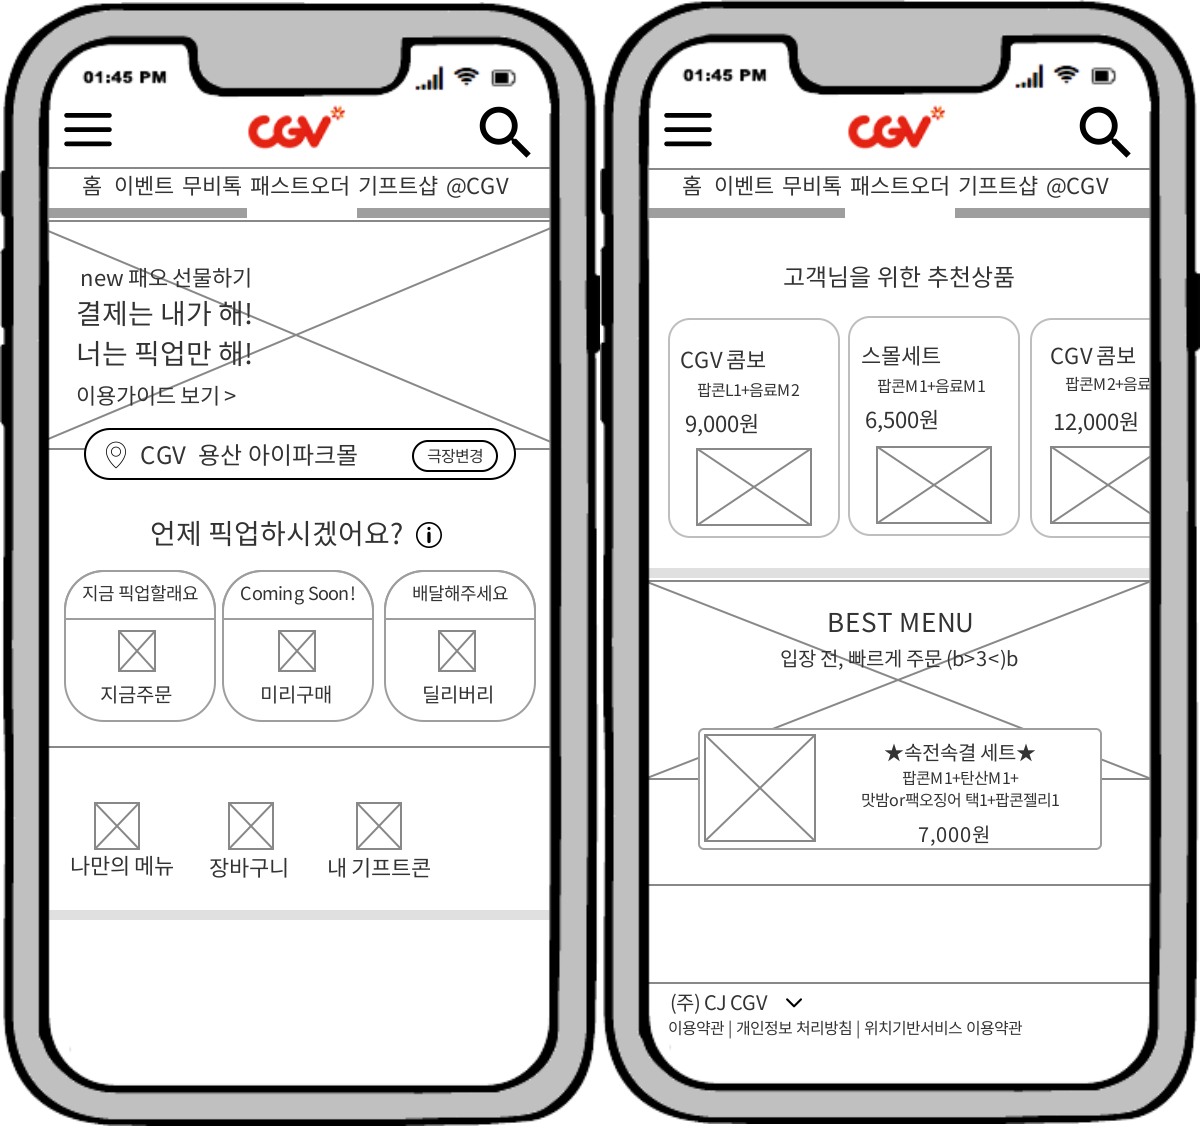 01:45 PM
CGV
홈 이벤트 무비톡 패스트오더 기프트샵 @CGV
new 패오 선물하기
결제는 내가 해!
너는 픽업만 해!
이용가이드 보기 >
CGV 용산 아이파크몰 극장변경
언제 픽업하시겠어요? i
지금 픽업할래요 Coming Soon! 배달해주세요
지금주문 미리구매 딜리버리
나만의 메뉴 장바구니 내 기프트콘
01:45 PM
CGV
홈 이벤트 무비톡 패스트오더 기프트샵 @CGV
고객님을 위한 추천상품
CGV 콤보
팝콘L1+음료M2
9,000원
스몰세트
팝콘M1+음료M1
6,500원
CGV 콤보
팝콘M2+음료
12,000원
BEST MENU
입장 전, 빠르게 주문 (b>3<)b
★속전속결 세트★
팝콘M1+탄산M1+
맛밤or팩오징어 택1+팝콘젤리1
7,000원
(주) CJ CGV
이용약관 | 개인정보 처리방침 | 위치기반서비스 이용약관